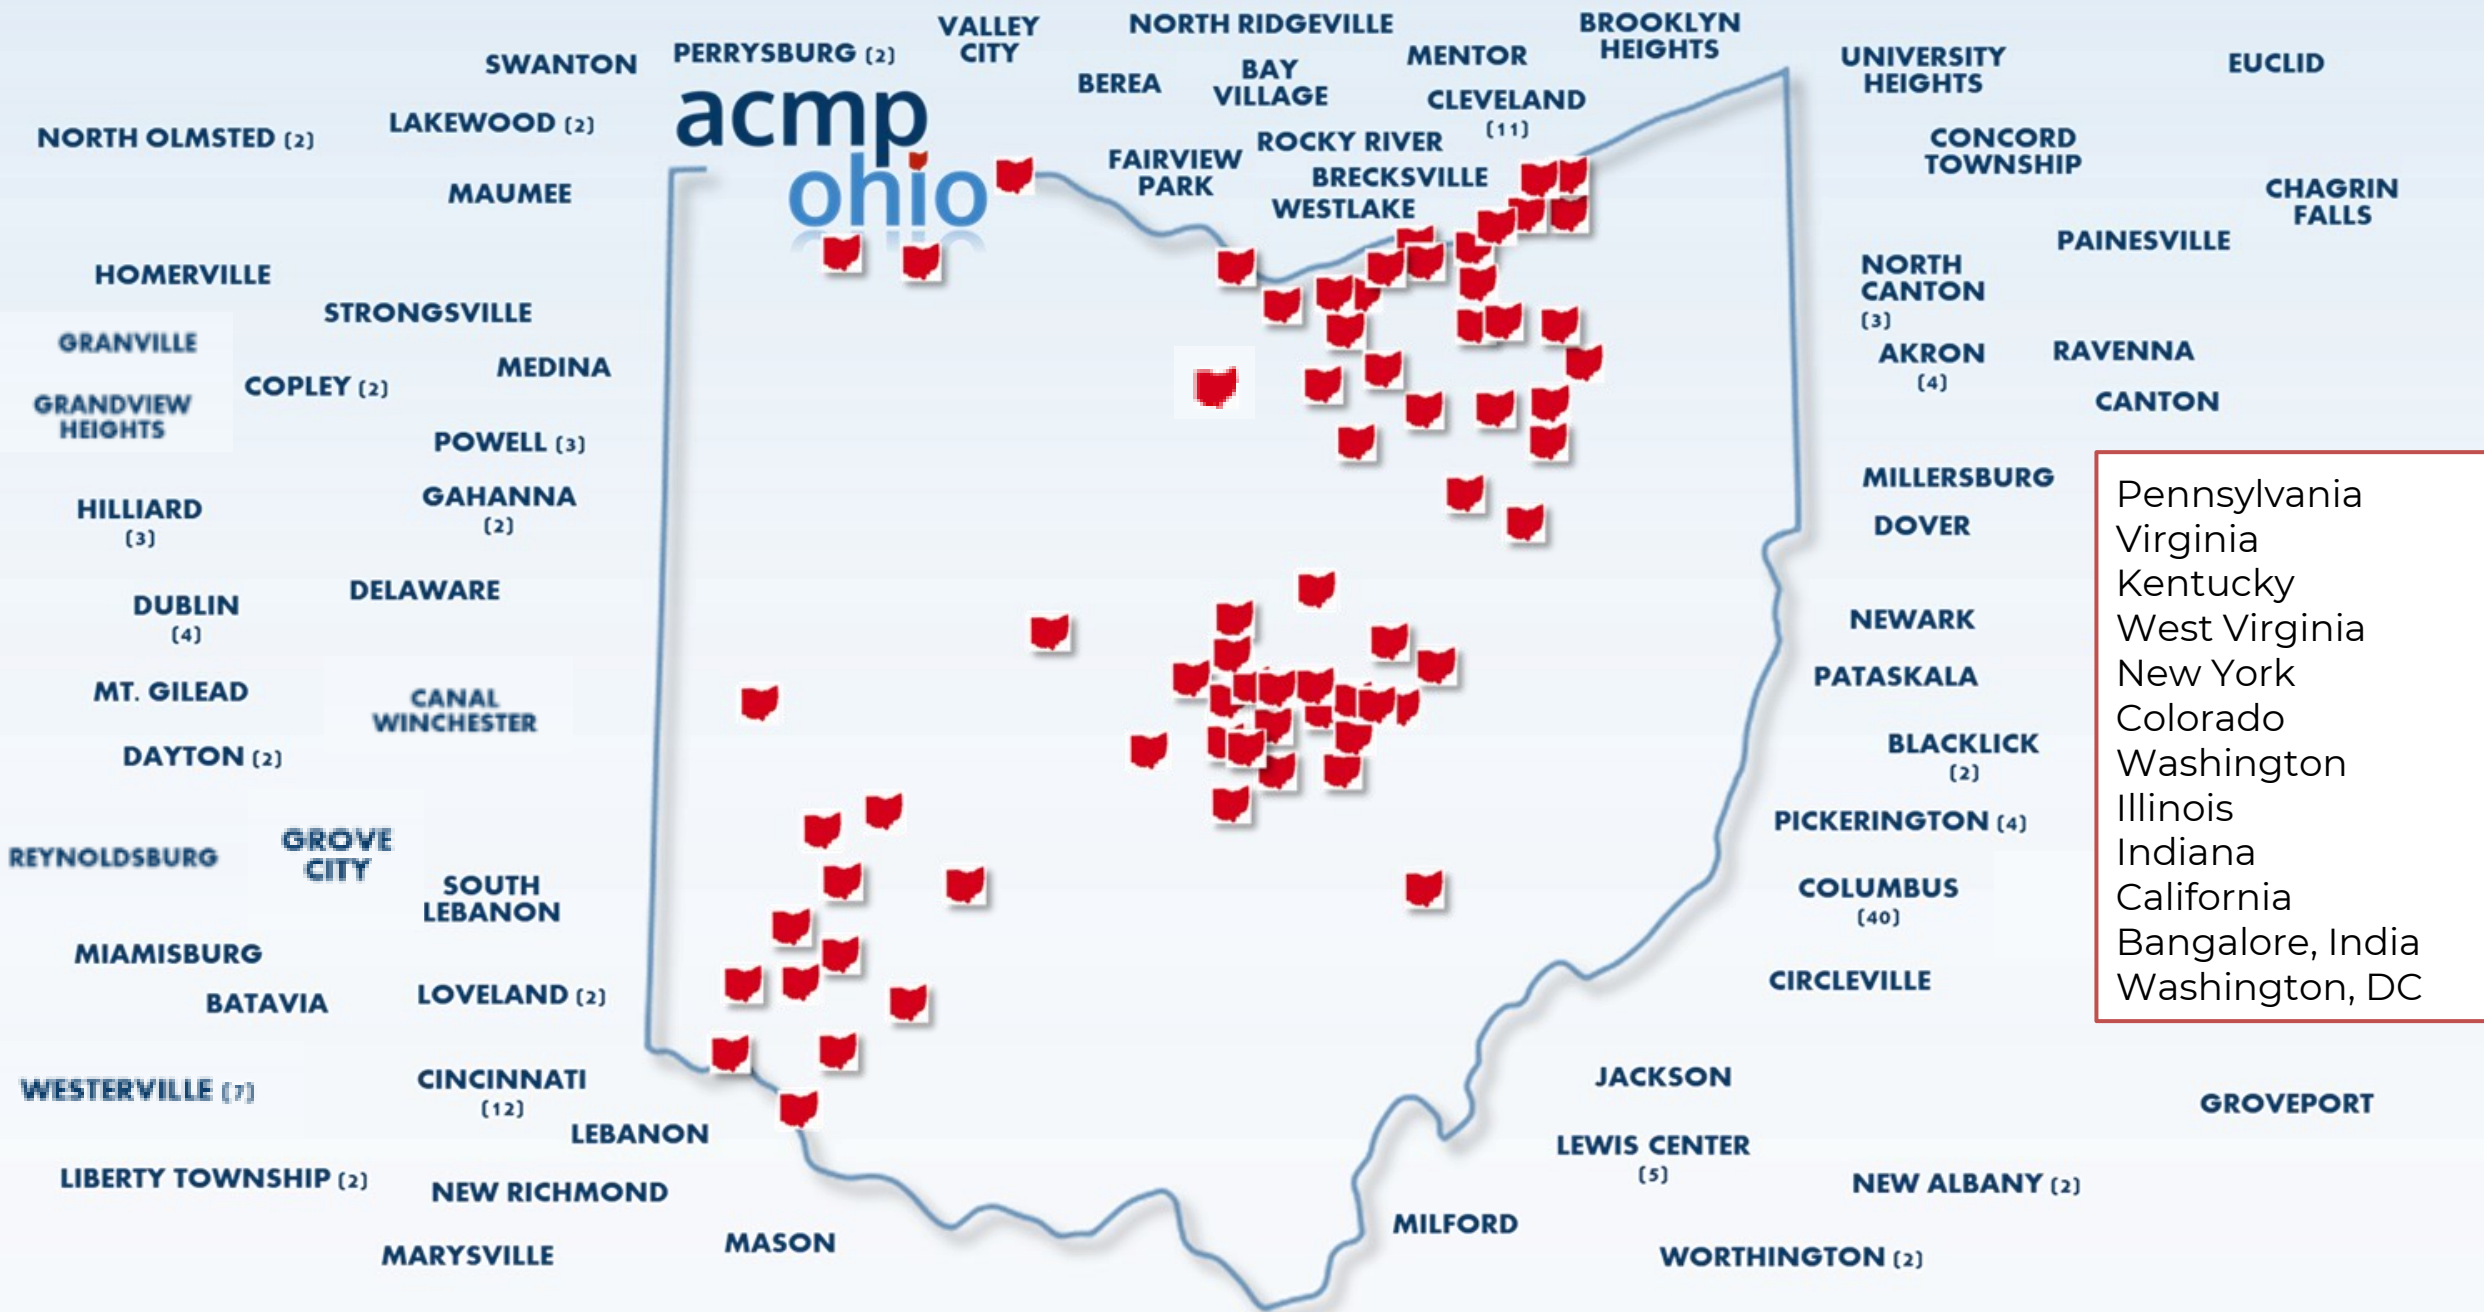 SWANTON
PERRYSBURG (2)
VALLEY
CITY
NORTH RIDGEVILLE
BROOKLYN
HEIGHTS
BEREA
BAY
VILLAGE
MENTOR
UNIVERSITY
HEIGHTS
EUCLID
NORTH OLMSTED (2)
LAKEWOOD (2)
acmp
ohio
CLEVELAND
(11)
ROCKY RIVER
FAIRVIEW
PARK
BRECKSVILLE
WESTLAKE
CONCORD
TOWNSHIP
CHAGRIN
FALLS
MAUMEE
PAINESVILLE
HOMERVILLE
STRONGSVILLE
NORTH
CANTON
(3)
GRANVILLE
MEDINA
AKRON
(4)
RAVENNA
COPLEY (2)
GRANDVIEW
HEIGHTS
CANTON
POWELL (3)
HILLIARD
(3)
GAHANNA
(2)
MILLERSBURG
DOVER
DUBLIN
(4)
DELAWARE
NEWARK
MT. GILEAD
CANAL
WINCHESTER
PATASKALA
DAYTON (2)
BLACKLICK
(2)
REYNOLDSBURG
GROVE
CITY
PICKERINGTON (4)
SOUTH
LEBANON
COLUMBUS
(40)
MIAMISBURG
BATAVIA
LOVELAND (2)
CIRCLEVILLE
Pennsylvania
Virginia
Kentucky
West Virginia
New York
Colorado
Washington
Illinois
Indiana
California
Bangalore, India
Washington, DC
WESTERVILLE (7)
CINCINNATI
(12)
LEBANON
JACKSON
GROVEPORT
LIBERTY TOWNSHIP (2)
NEW RICHMOND
LEWIS CENTER
(5)
NEW ALBANY (2)
MARYSVILLE
MASON
MILFORD
WORTHINGTON (2)